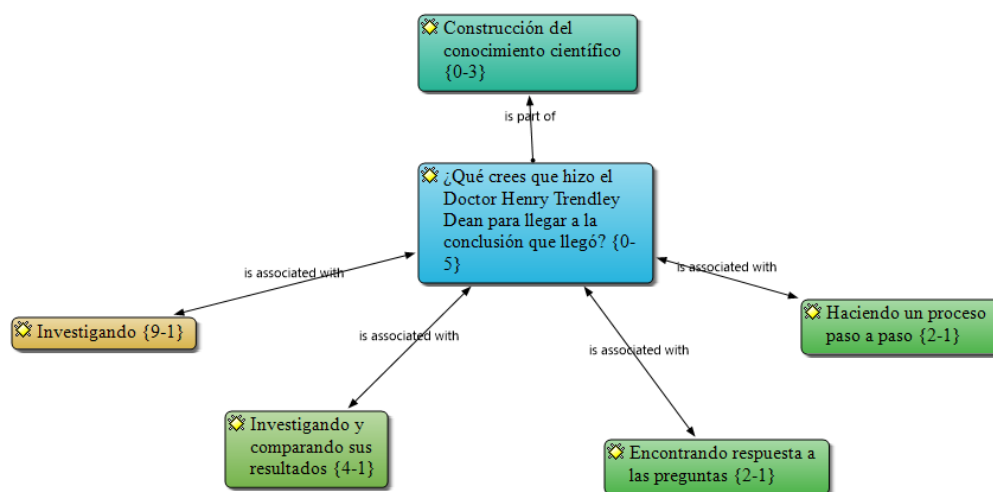 Construcción del
conocimiento científico
{0-3}
is part of
¿Qué crees que hizo el
Doctor Henry Trendley
Dean para llegar a la
conclusión que llegó? {0-
5}
is associated with
is associated with
is associated with
is associated with
Investigando {9-1}
Haciendo un proceso
paso a paso {2-1}
Investigando y
comparando sus
resultados {4-1}
Encontrando respuesta a
las preguntas {2-1}